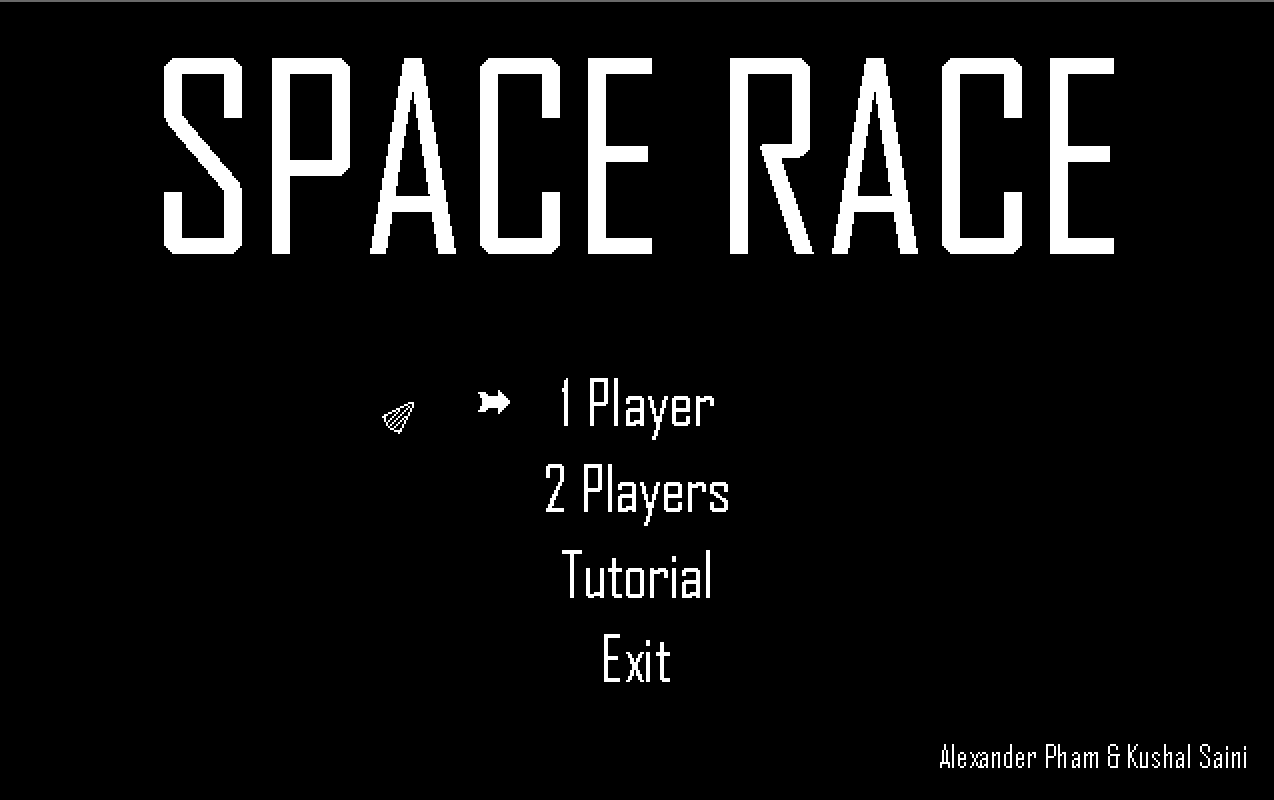 SPACE RACE
1 Player
2 Players
Tutorial
Exit
Alexander Pham & Kushal Saini